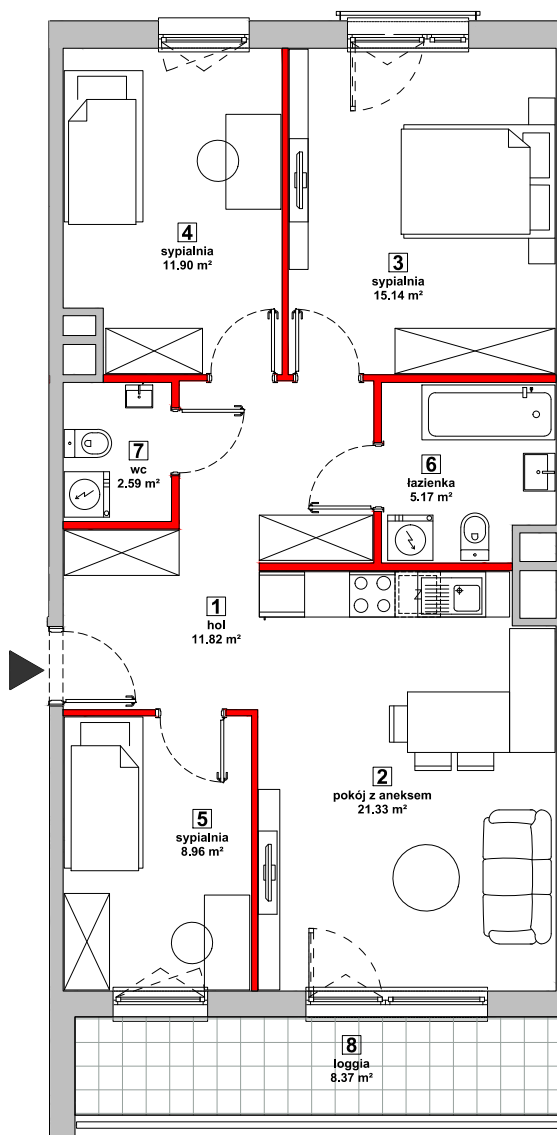 4
sypialnia
11.90 m²
3
sypialnia
15.14 m²
7
wc
2.59 m²
6
łazienka
5.17 m²
1
hol
11.82 m²
Z
2
pokój z aneksem
21.33 m²
5
sypialnia
8.96 m²
8
loggia
8.37 m²